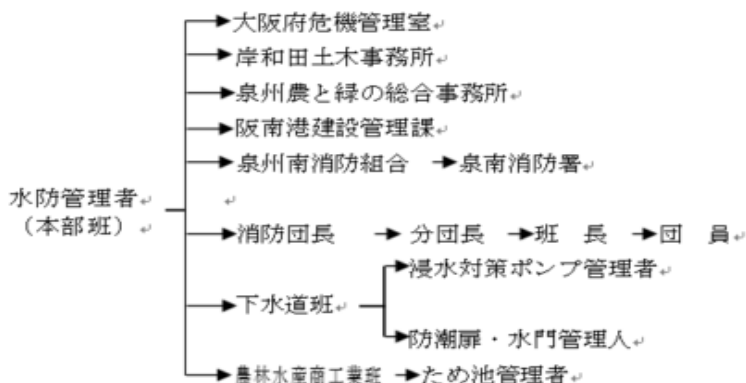 大阪府危機管理室
岸和田土木事務所
泉州農と緑の総合事務所
阪南港建設管理課
泉州南消防組合 → 泉南消防署
水防管理者
（本部班）
消防団長 → 分団長 → 班 長 → 団 員
浸水対策ポンプ管理者
下水道班
防潮扉・水門管理人
農林水産商工業班 → ため池管理者